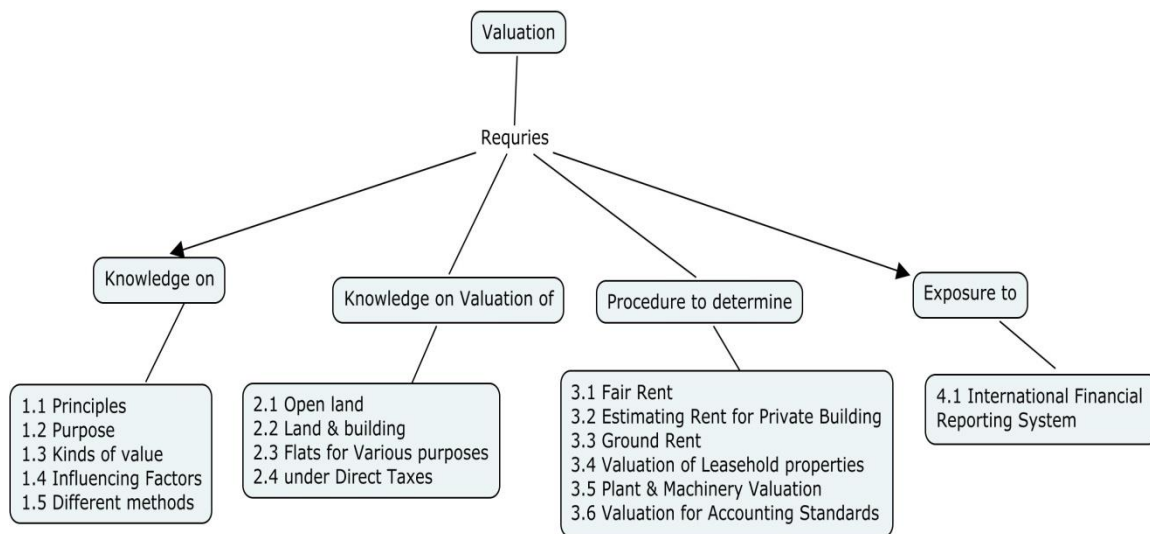 Valuation
Requries
Knowledge on
Knowledge on Valuation of
Procedure to determine
Exposure to
1.1 Principles
1.2 Purpose
1.3 Kinds of value
1.4 Influencing Factors
1.5 Different methods
2.1 Open land
2.2 Land & building
2.3 Flats for Various purposes
2.4 under Direct Taxes
3.1 Fair Rent
3.2 Estimating Rent for Private Building
3.3 Ground Rent
3.4 Valuation of Leasehold properties
3.5 Plant & Machinery Valuation
3.6 Valuation for Accounting Standards
4.1 International Financial
Reporting System